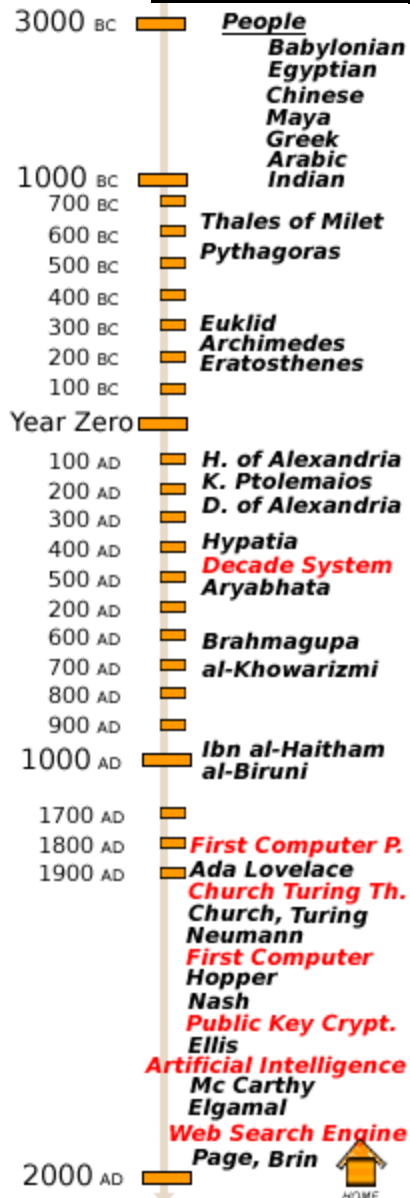 3000 BC People
Babylonian
Egyptian
Chinese
Maya
Greek
Arabic
1000 BC Indian
700 BC
Thales of Milet
600 BC
Pythagoras
500 BC
400 BC
300 BC Euklid
Archimedes
200 BC Eratosthenes
100 BC
Year Zero
100 AD H. of Alexandria
K. Ptolemaios
200 AD
D. of Alexandria
300 AD
Hypatia
400 AD
Decade System
500 AD Aryabhata
200 AD
600 AD Brahmagupa
700 AD al-Khowarizmi
800 AD
900 AD
Ibn al-Haitham
1000 AD
al-Biruni
1700 AD
1800 AD First Computer P.
1900 AD Ada Lovelace
Church Turing Th.
Church, Turing
Neumann
First Computer
Hopper
Nash
Public Key Crypt.
Ellis
Artificial Intelligence
Mc Carthy
Elgamal
Web Search Engine
Page, Brin
2000 AD
HOME